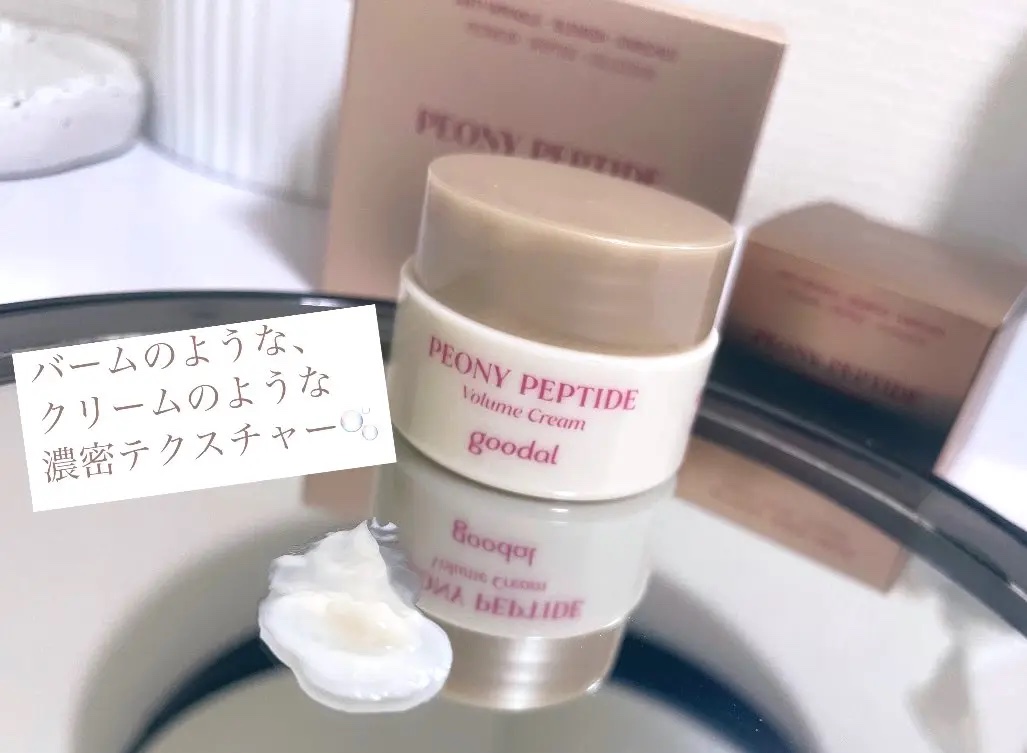 PEONY PEPTIDE
PEONY PEPTIDE
Volume Cream
goodal
PEONY PEPTIDE
バームのような、
クリームのような
濃密テクスチャー🫧